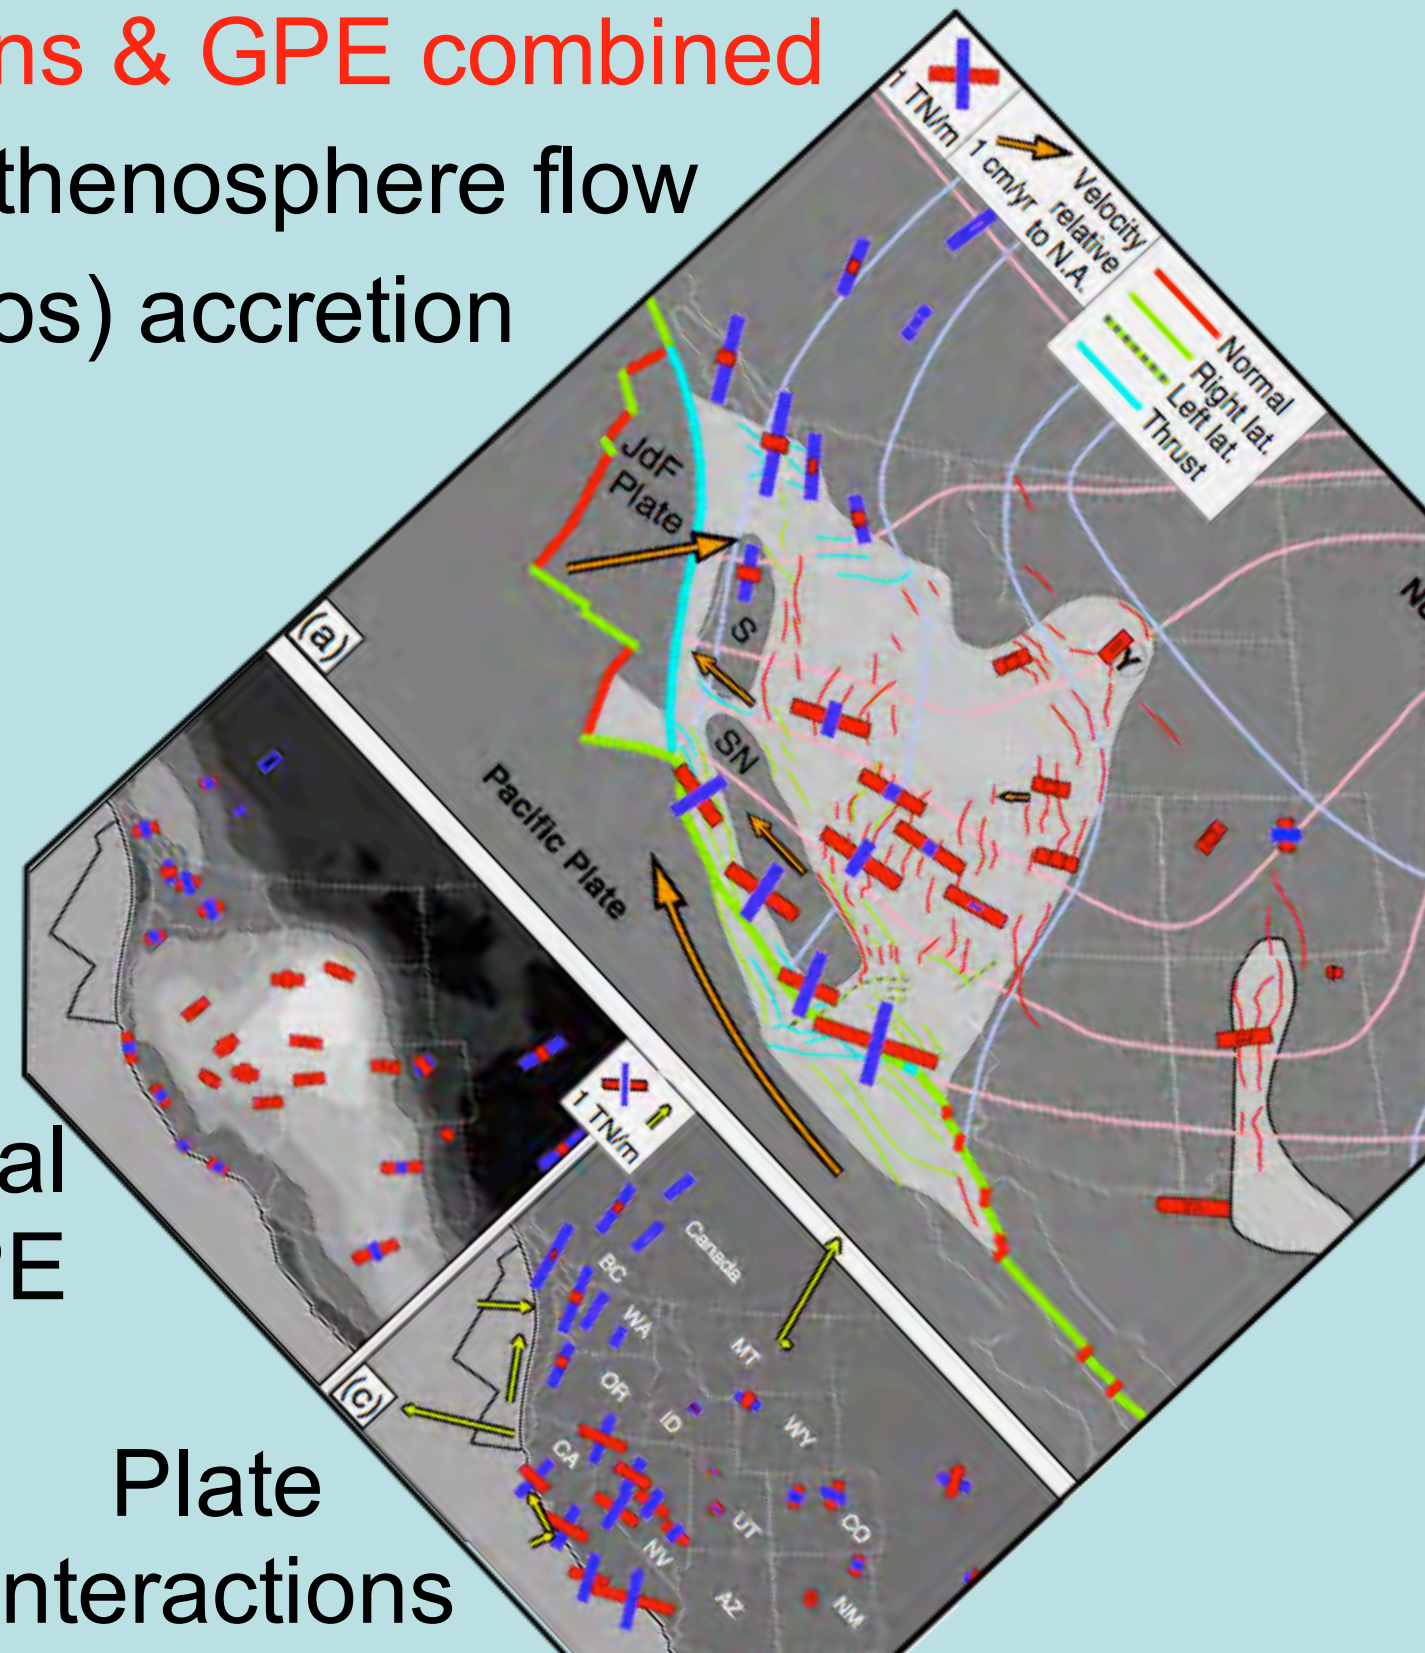 ns & GPE combined
thenosphere flow
os) accretion
1 TN/m
1 cm/yr
Velocity
relative
to N.A.
Normal
Right lat.
Left lat.
Thrust
JdF
Plate
(a)
S
Y
SN
Pacific Plate
1 TN/m
al
PE
Canada
BC
WA
MT
OR
ID
WY
(c)
CA
UT
CO
NV
AZ
NM
Plate
nteractions